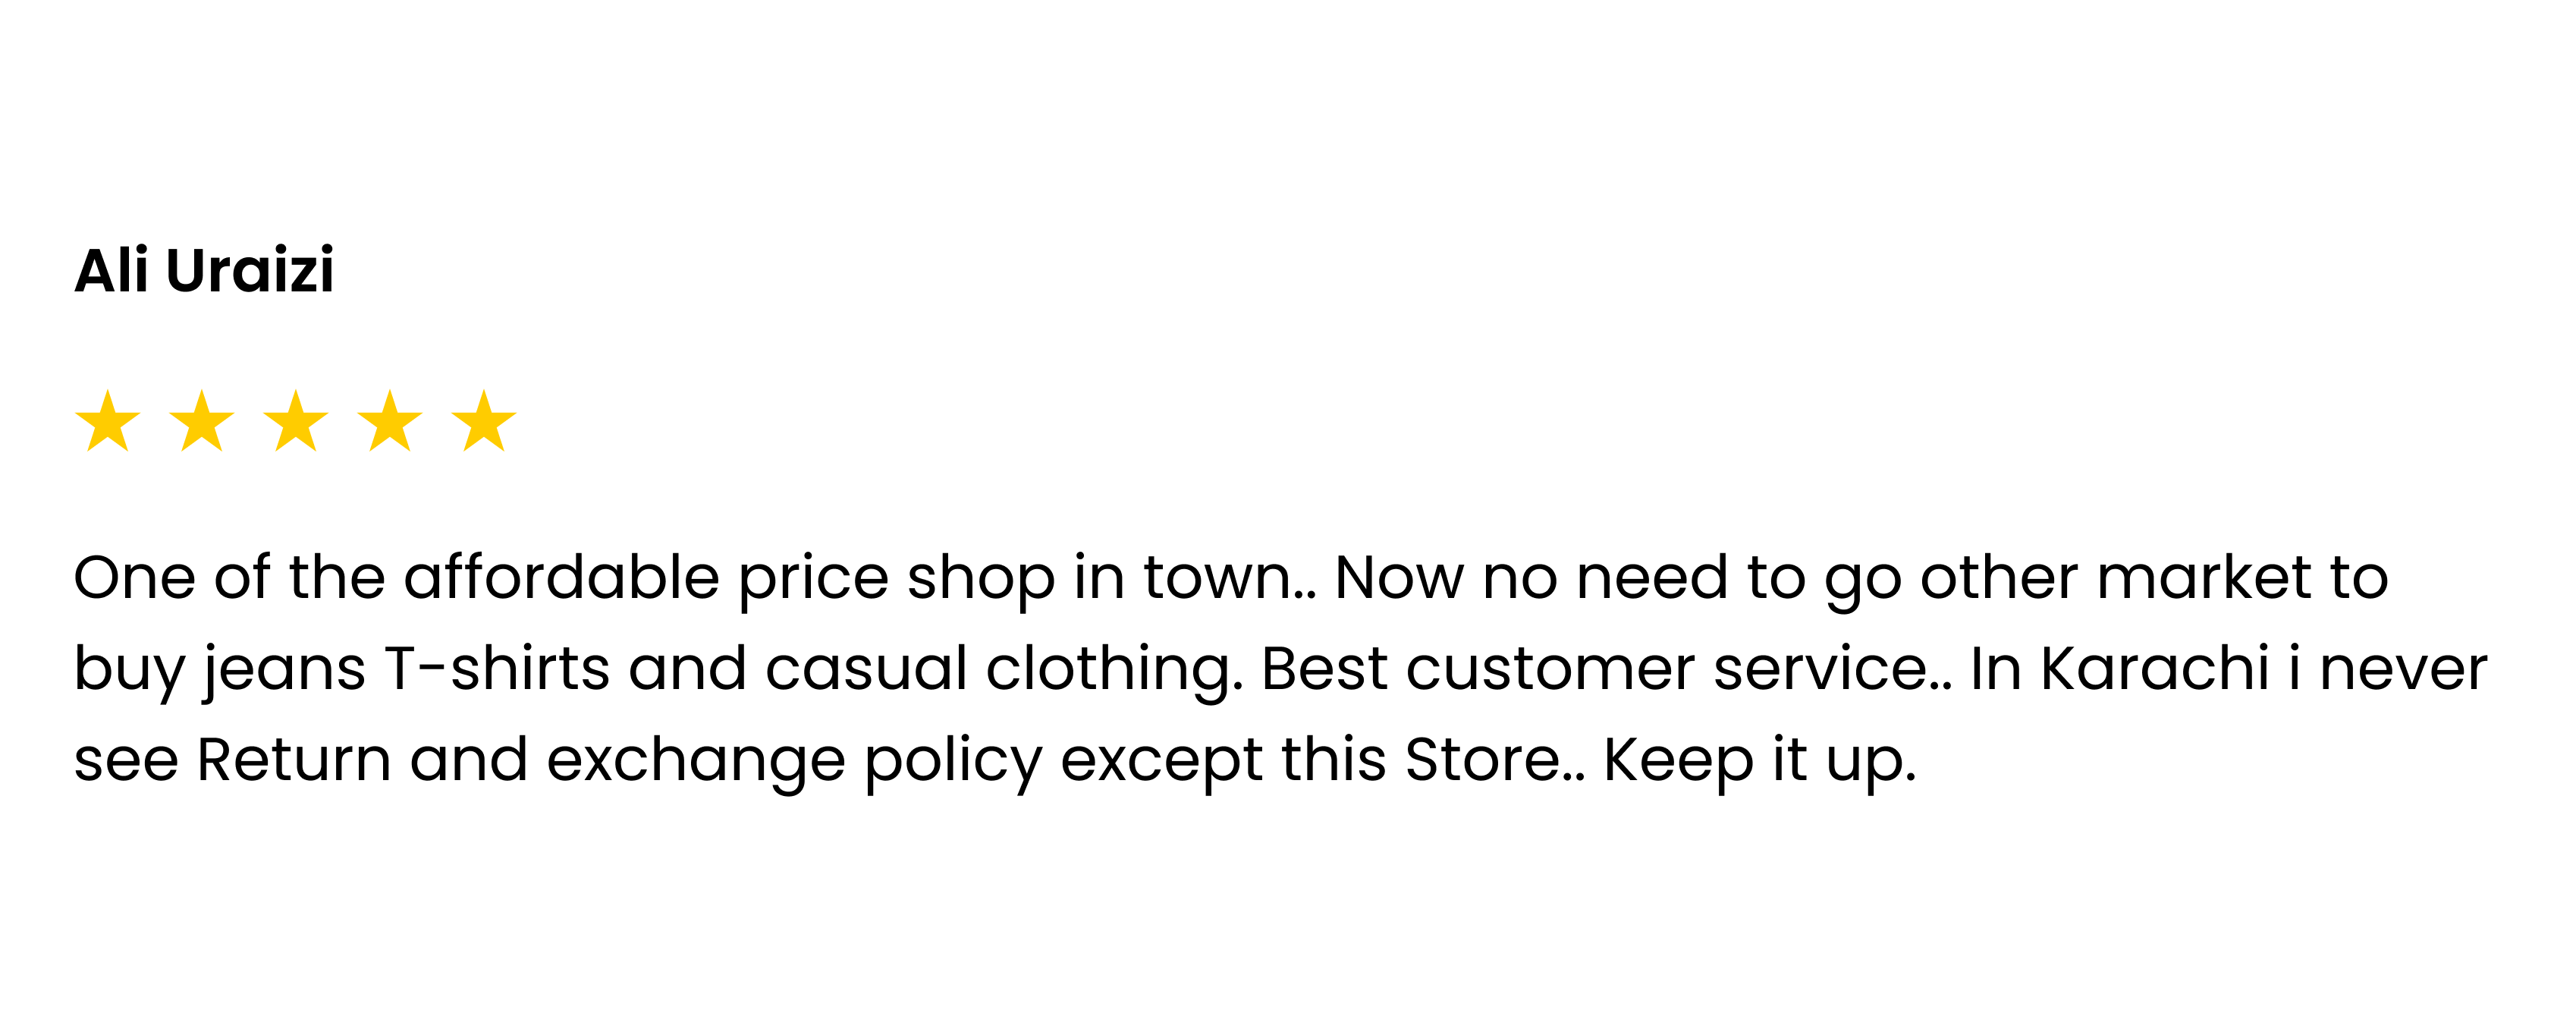 Ali Uraizi
★ ★ ★ ★ ★
One of the affordable price shop in town.. Now no need to go other market to
buy jeans T-shirts and casual clothing. Best customer service.. In Karachi i never
see Return and exchange policy except this Store.. Keep it up.